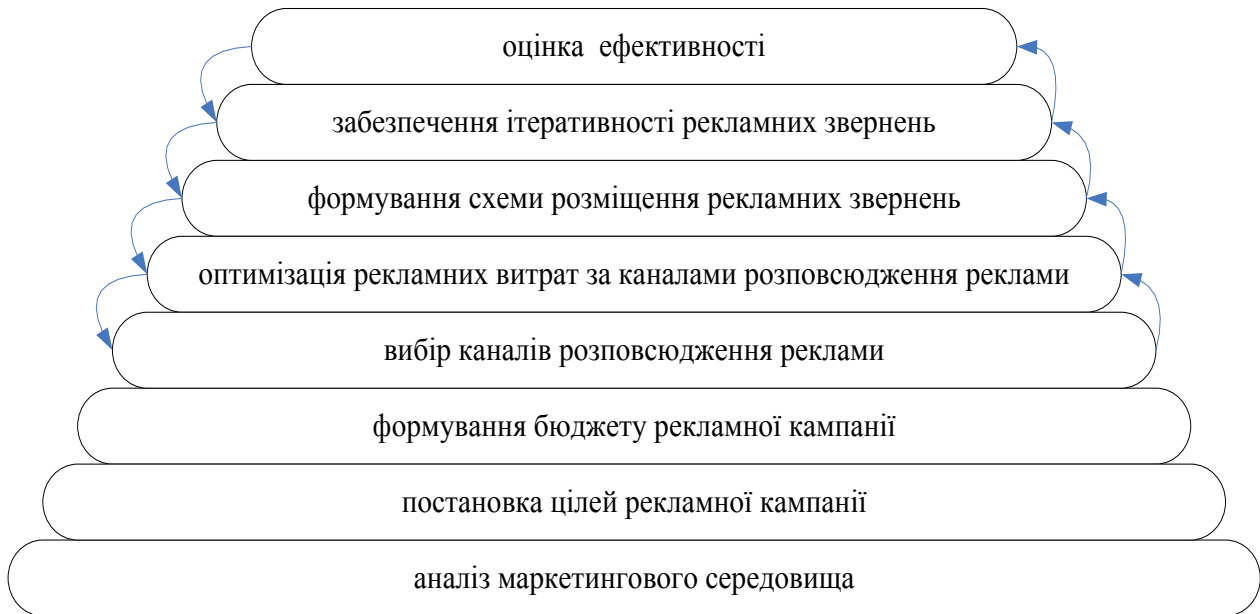 оцінка ефективності
забезпечення ітеративності рекламних звернень
формування схеми розміщення рекламних звернень
оптимізація рекламних витрат за каналами розповсюдження реклами
вибір каналів розповсюдження реклами
формування бюджету рекламної кампанії
постановка цілей рекламної кампанії
аналіз маркетингового середовища